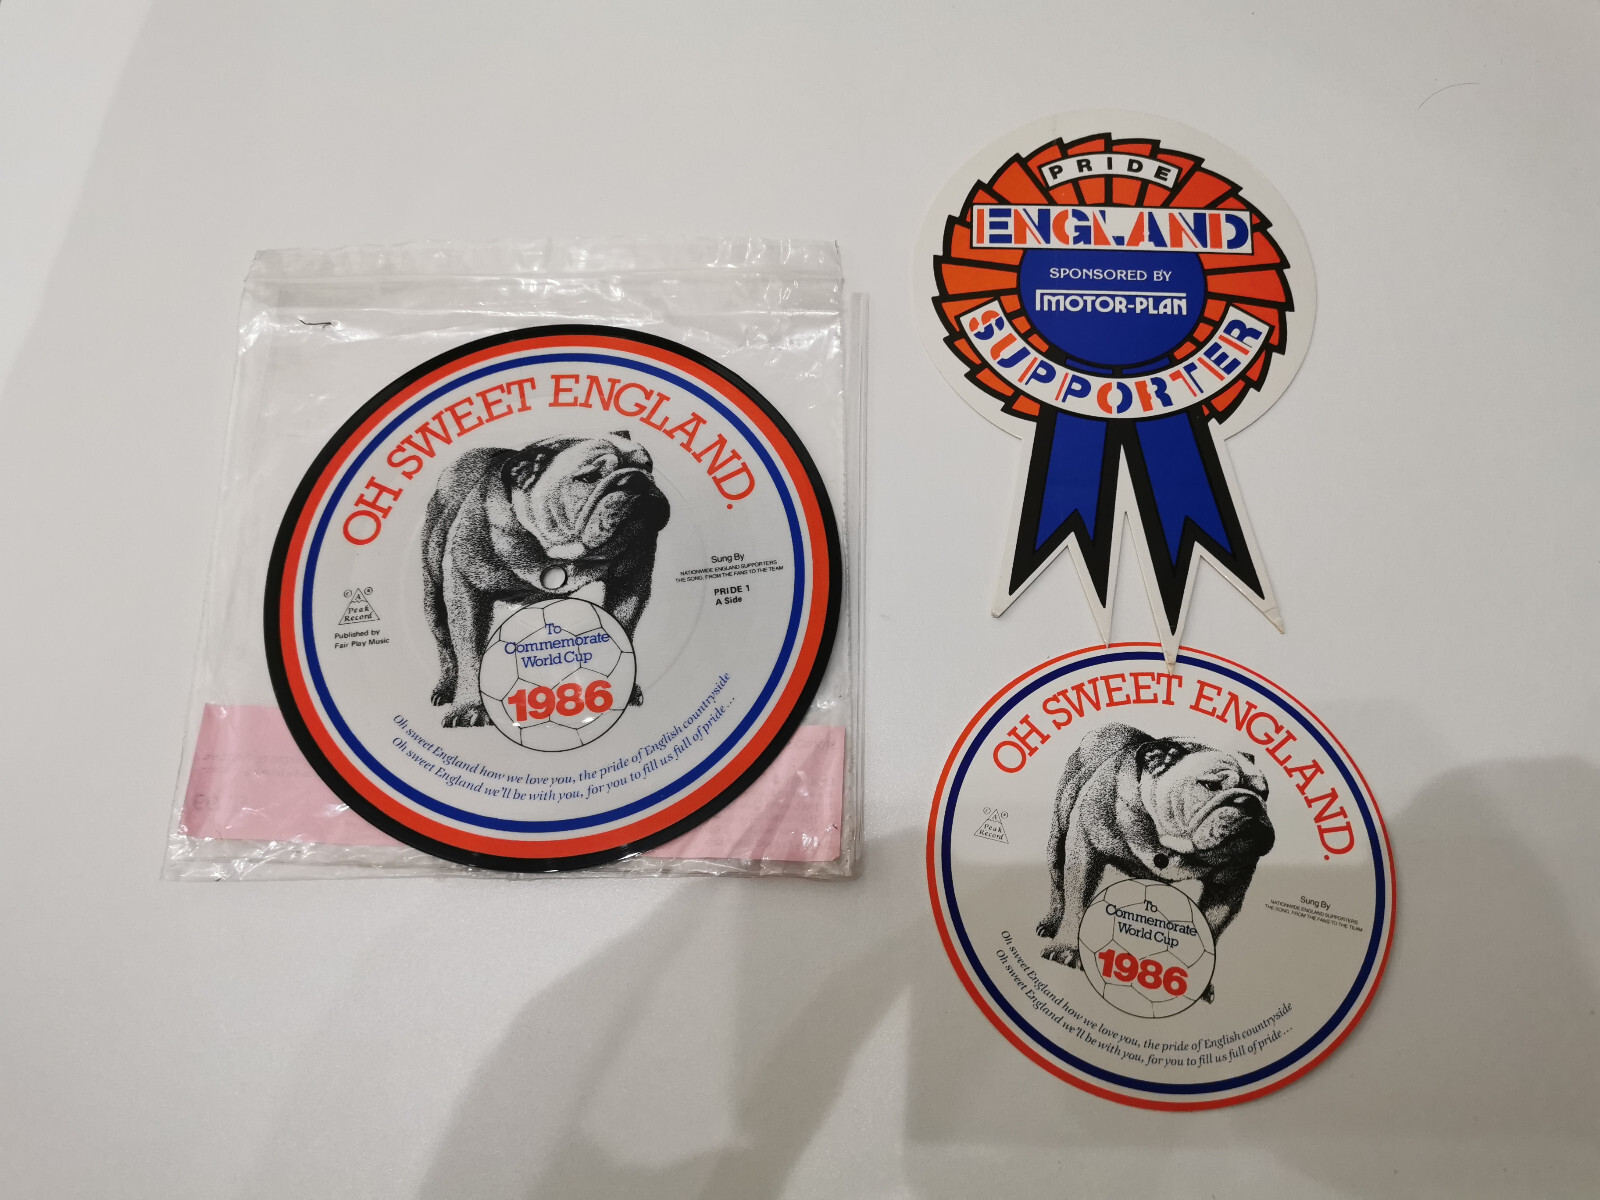 OH SWEET ENGLAND.
Sung By
NATIONWIDE ENGLAND SUPPORTERS
THE SONG, FROM THE FANS TO THE TEAM
PRIDE 1
A Side
C A R
Peak
Record
Published by
Fair Play Music
To
Commemorate
World Cup
1986
Oh sweet England how we love you, the pride of English countryside
Oh sweet England we'll be with you, for you to fill us full of pride...
PRIDE
ENGLAND
SPONSORED BY
MOTOR-PLAN
SUPPORTER
OH SWEET ENGLAND.
C A R
Peak
Record
Sung By
NATIONWIDE ENGLAND SUPPORTERS
THE SONG, FROM THE FANS TO THE TEAM
To
Commemorate
World Cup
1986
Oh sweet England how we love you, the pride of English countryside
Oh sweet England we'll be with you, for you to fill us full of pride...